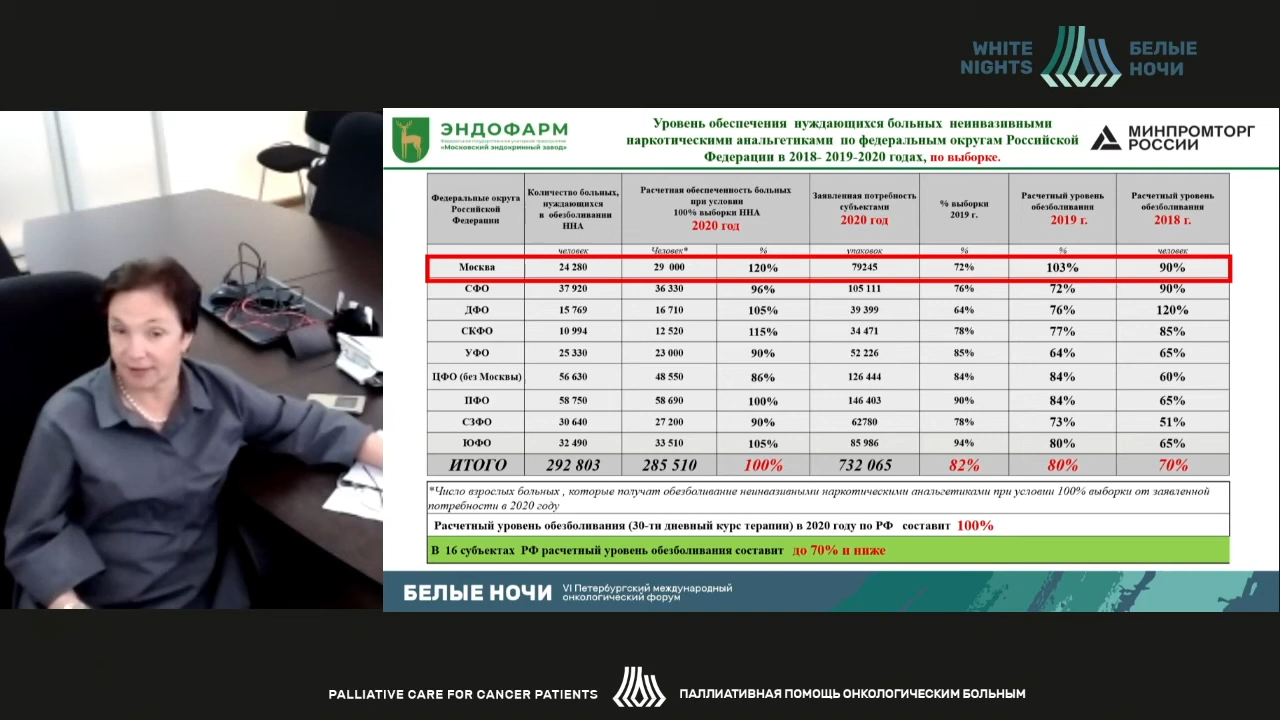 WHITE
NIGHTS
БЕЛЫЕ
НОЧИ
ЭНДОФАРМ
«Московский эндокринный завод»
Уровень обеспечения нуждающихся больных неинвазивными
наркотическими анальгетиками по федеральным округам Российской
Федерации в 2018- 2019-2020 годах, по выборке.
МИНПРОМТОРГ
РОССИИ
Федеральные округа Российской Федерации
Количество больных, нуждающихся в обезболивании ННА
Расчетная обеспеченность больных при условии 100% выборки ННА 2020 год
Заявленная потребность субъектами 2020 год
% выборки 2019 г.
Расчетный уровень обезболивания 2019 г.
Расчетный уровень обезболивания 2018 г.
человек Человек* % упаковок % % человек
Москва 24 280 29 000 120% 79245 72% 103% 90%
СФО 37 920 36 330 96% 105 111 76% 72% 90%
ДФО 15 769 16 710 105% 39 399 64% 76% 120%
СКФО 10 994 12 520 115% 34 471 78% 77% 85%
УФО 25 330 23 000 90% 52 226 85% 64% 65%
ЦФО (без Москвы) 56 630 48 550 86% 126 444 84% 84% 60%
ПФО 58 750 58 690 100% 146 403 90% 84% 65%
СЗФО 30 640 27 200 90% 62780 78% 73% 51%
ЮФО 32 490 33 510 105% 85 986 94% 80% 65%
ИТОГО 292 803 285 510 100% 732 065 82% 80% 70%
*Число взрослых больных , которые получат обезболивание неинвазивными наркотическими анальгетиками при условии 100% выборки от заявленной
потребности в 2020 году
Расчетный уровень обезболивания (30-ти дневный курс терапии) в 2020 году по РФ составит 100%
В 16 субъектах РФ расчетный уровень обезболивания составит до 70% и ниже
БЕЛЫЕ НОЧИ
VI Петербургский международный
онкологический форум
PALLIATIVE CARE FOR CANCER PATIENTS
ПАЛЛИАТИВНАЯ ПОМОЩЬ ОНКОЛОГИЧЕСКИМ БОЛЬНЫМ